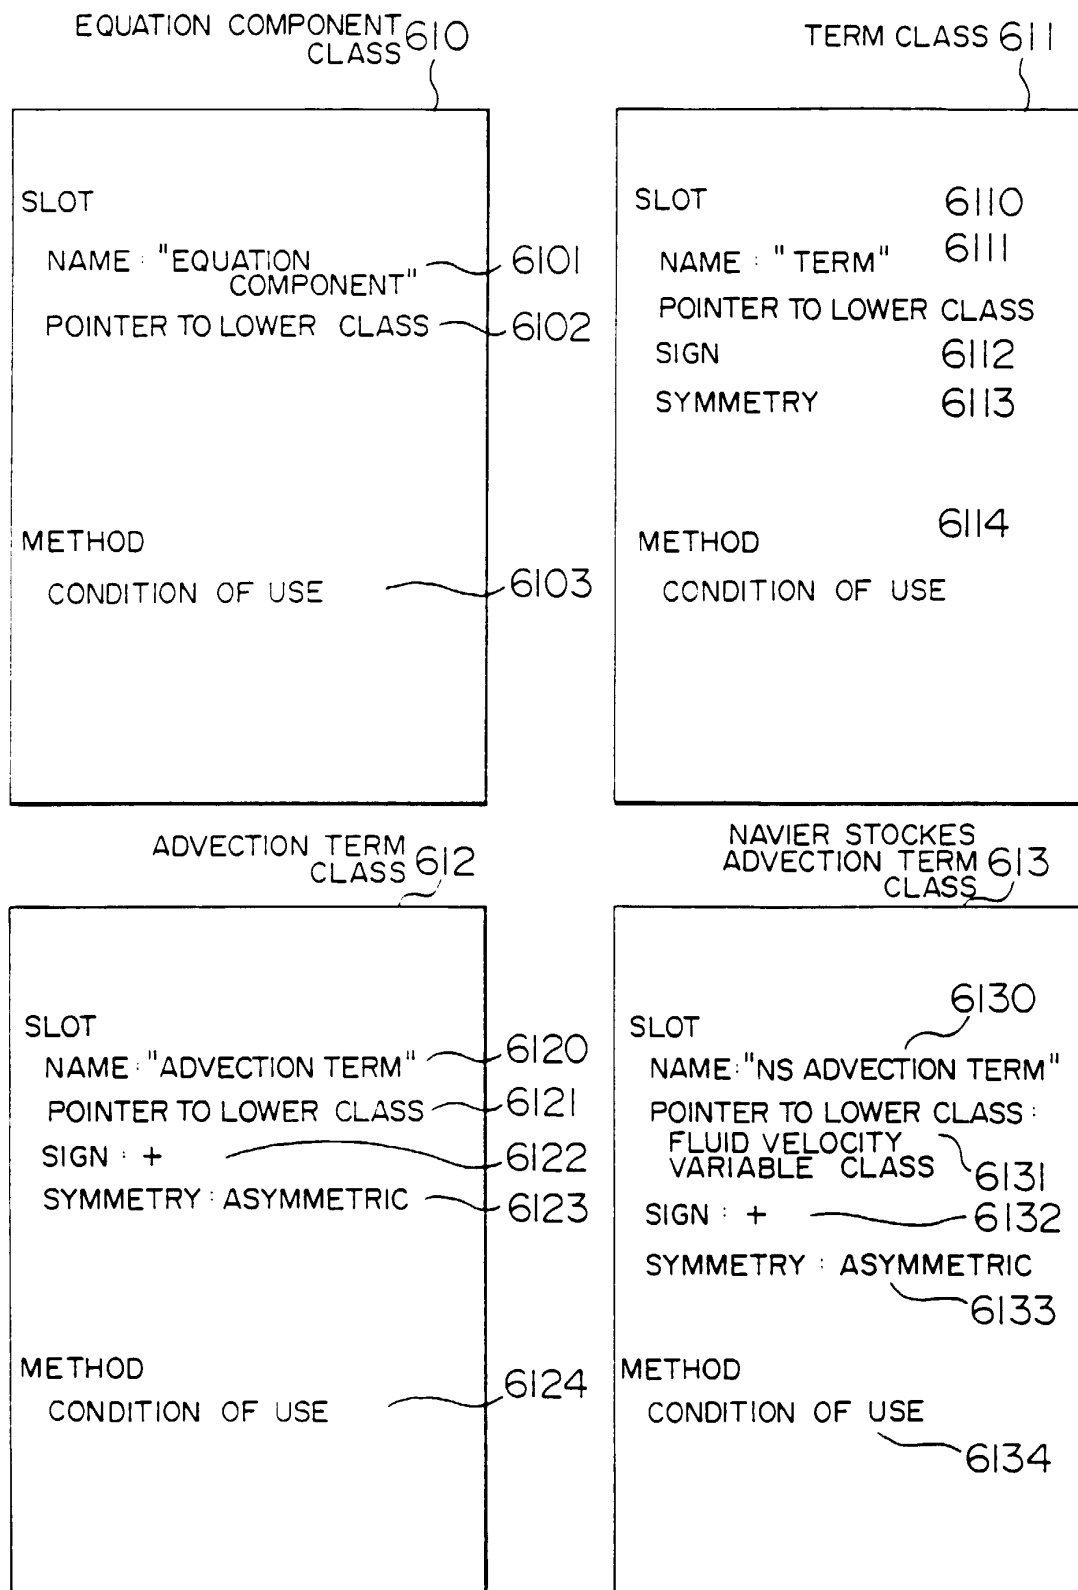 EQUATION COMPONENT
CLASS 610
SLOT
NAME : "EQUATION
COMPONENT" 6101
POINTER TO LOWER CLASS 6102
METHOD
CONDITION OF USE 6103
TERM CLASS 611
SLOT 6110
NAME : "TERM" 6111
POINTER TO LOWER CLASS
SIGN 6112
SYMMETRY 6113
METHOD 6114
CONDITION OF USE
ADVECTION TERM
CLASS 612
SLOT
NAME : "ADVECTION TERM" 6120
POINTER TO LOWER CLASS 6121
SIGN : + 6122
SYMMETRY : ASYMMETRIC 6123
METHOD
CONDITION OF USE 6124
NAVIER STOCKES
ADVECTION TERM 613
CLASS
6130
SLOT
NAME : "NS ADVECTION TERM"
POINTER TO LOWER CLASS :
FLUID VELOCITY
VARIABLE CLASS 6131
SIGN : + 6132
SYMMETRY : ASYMMETRIC
6133
METHOD
CONDITION OF USE
6134